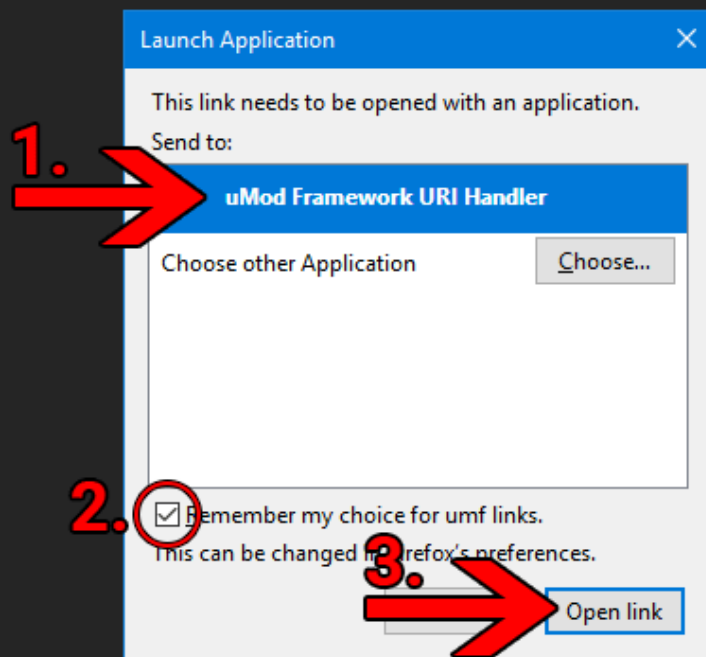 Launch Application
This link needs to be opened with an application.
Send to:
1.
uMod Framework URI Handler
Choose other Application
Choose...
2.
Remember my choice for umf links.
This can be changed in Firefox's preferences.
3.
Open link